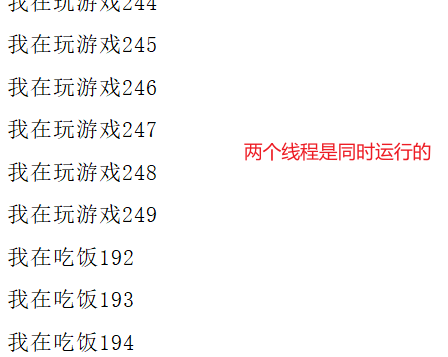 我在玩游戏244
我在玩游戏245
我在玩游戏246
我在玩游戏247
两个线程是同时运行的
我在玩游戏248
我在玩游戏249
我在吃饭192
我在吃饭193
我在吃饭194